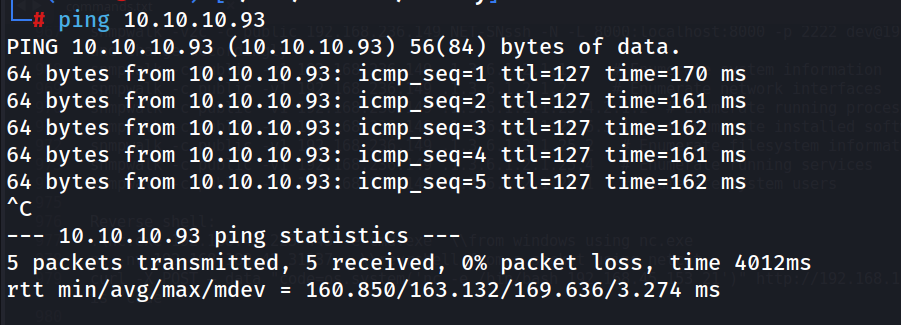 # ping 10.10.10.93
PING 10.10.10.93 (10.10.10.93) 56(84) bytes of data.
64 bytes from 10.10.10.93: icmp_seq=1 ttl=127 time=170 ms
64 bytes from 10.10.10.93: icmp_seq=2 ttl=127 time=161 ms
64 bytes from 10.10.10.93: icmp_seq=3 ttl=127 time=162 ms
64 bytes from 10.10.10.93: icmp_seq=4 ttl=127 time=161 ms
64 bytes from 10.10.10.93: icmp_seq=5 ttl=127 time=162 ms
^C
--- 10.10.10.93 ping statistics ---
5 packets transmitted, 5 received, 0% packet loss, time 4012ms
rtt min/avg/max/mdev = 160.850/163.132/169.636/3.274 ms